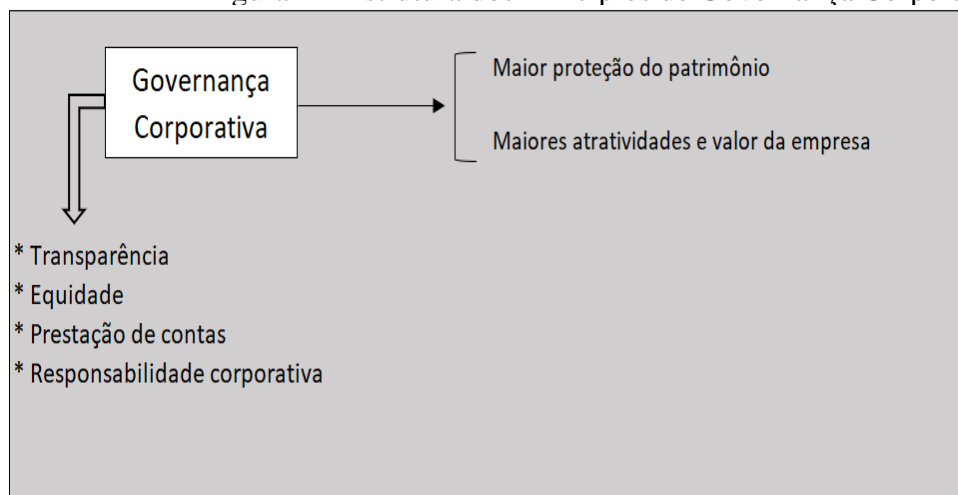 Governança
Corporativa
Maior proteção do patrimônio
Maiores atratividades e valor da empresa
* Transparência
* Equidade
* Prestação de contas
* Responsabilidade corporativa